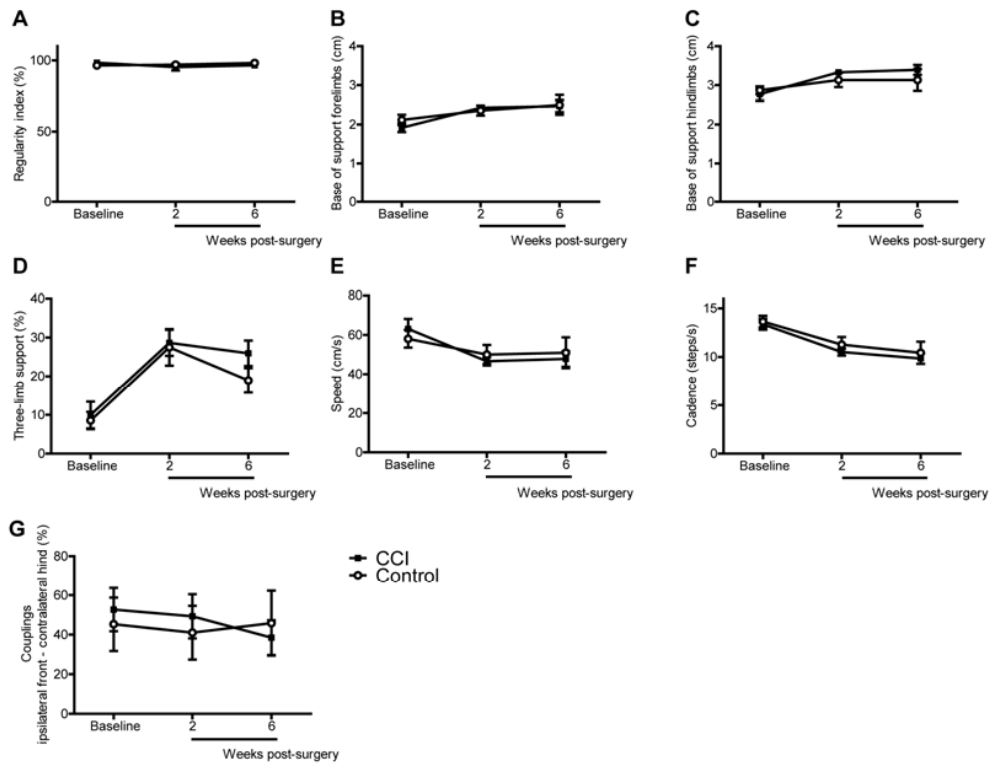 A
Regularity index (%)
100
50
0
Baseline 2 6
Weeks post-surgery
B
Base of support forelimbs (cm)
4
3
2
1
0
Baseline 2 6
Weeks post-surgery
C
Base of support hindlimbs (cm)
4
3
2
1
0
Baseline 2 6
Weeks post-surgery
D
Three-limb support (%)
40
30
20
10
0
Baseline 2 6
Weeks post-surgery
E
Speed (cm/s)
80
60
40
20
0
Baseline 2 6
Weeks post-surgery
F
Cadence (steps/s)
15
10
5
0
Baseline 2 6
Weeks post-surgery
G
Couplings
ipsilateral front - contralateral hind (%)
80
60
40
20
0
Baseline 2 6
Weeks post-surgery
CCI
Control